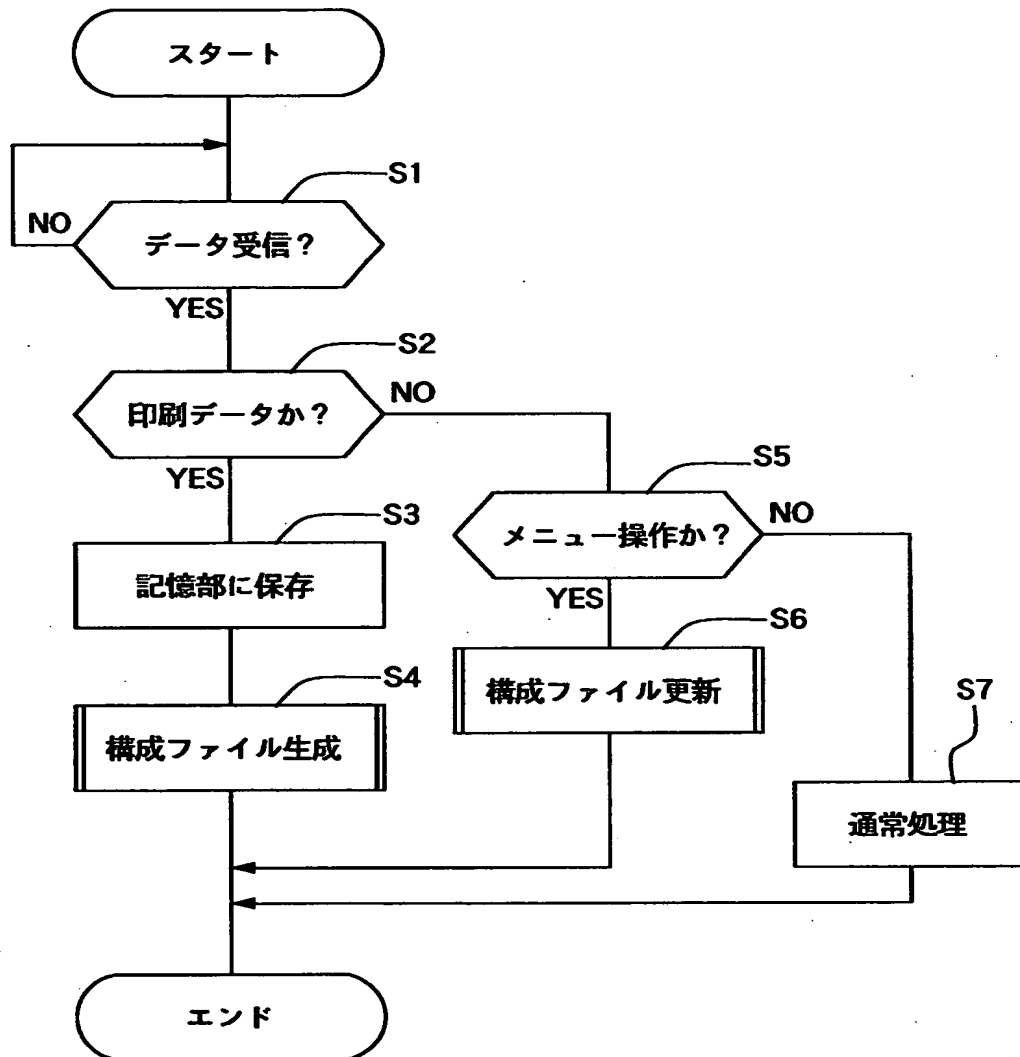 スタート
S1
NO
データ受信？
YES
S2
印刷データか？
NO
YES
S5
メニュー操作か？
NO
S3
記憶部に保存
YES
S6
構成ファイル更新
S4
構成ファイル生成
S7
通常処理
エンド